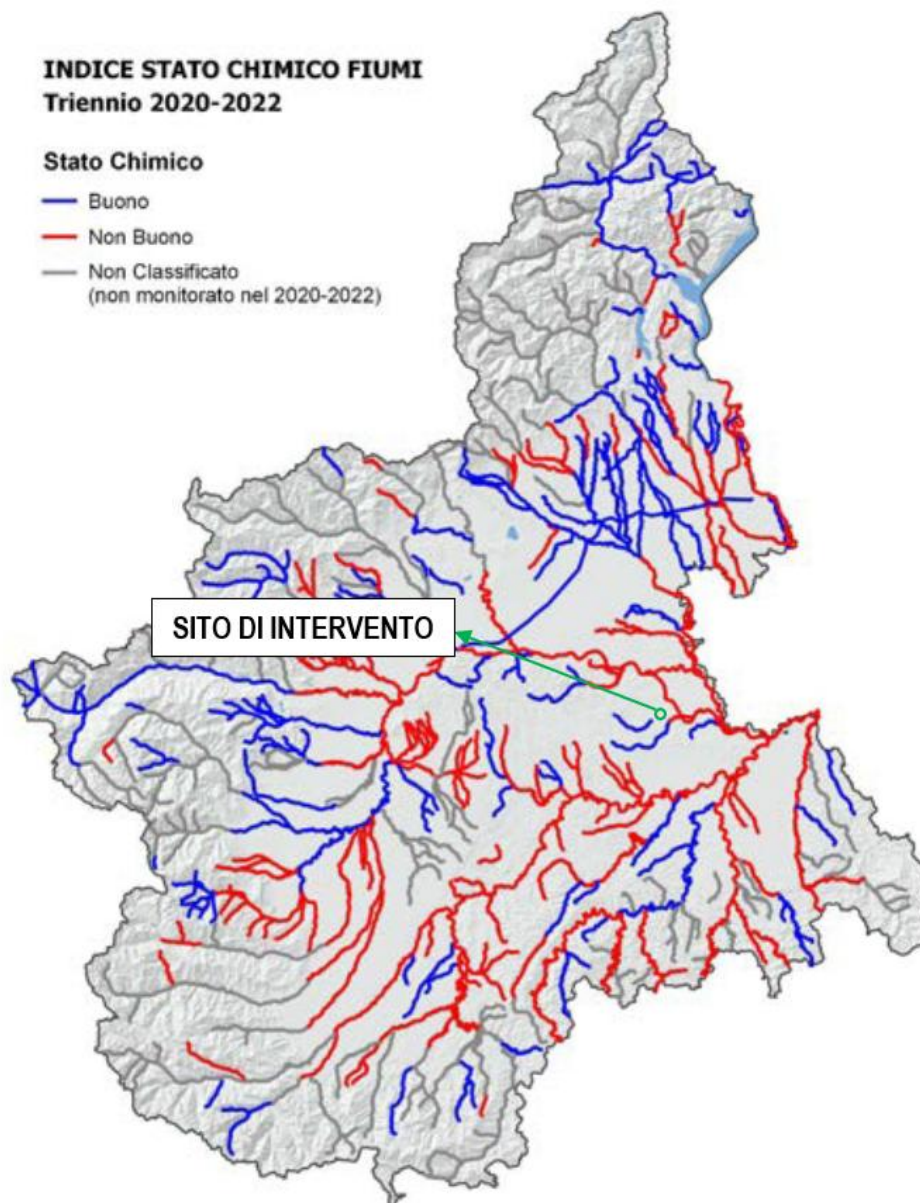 INDICE STATO CHIMICO FIUMI
Triennio 2020-2022
Stato Chimico
Buono
Non Buono
Non Classificato
(non monitorato nel 2020-2022)
SITO DI INTERVENTO